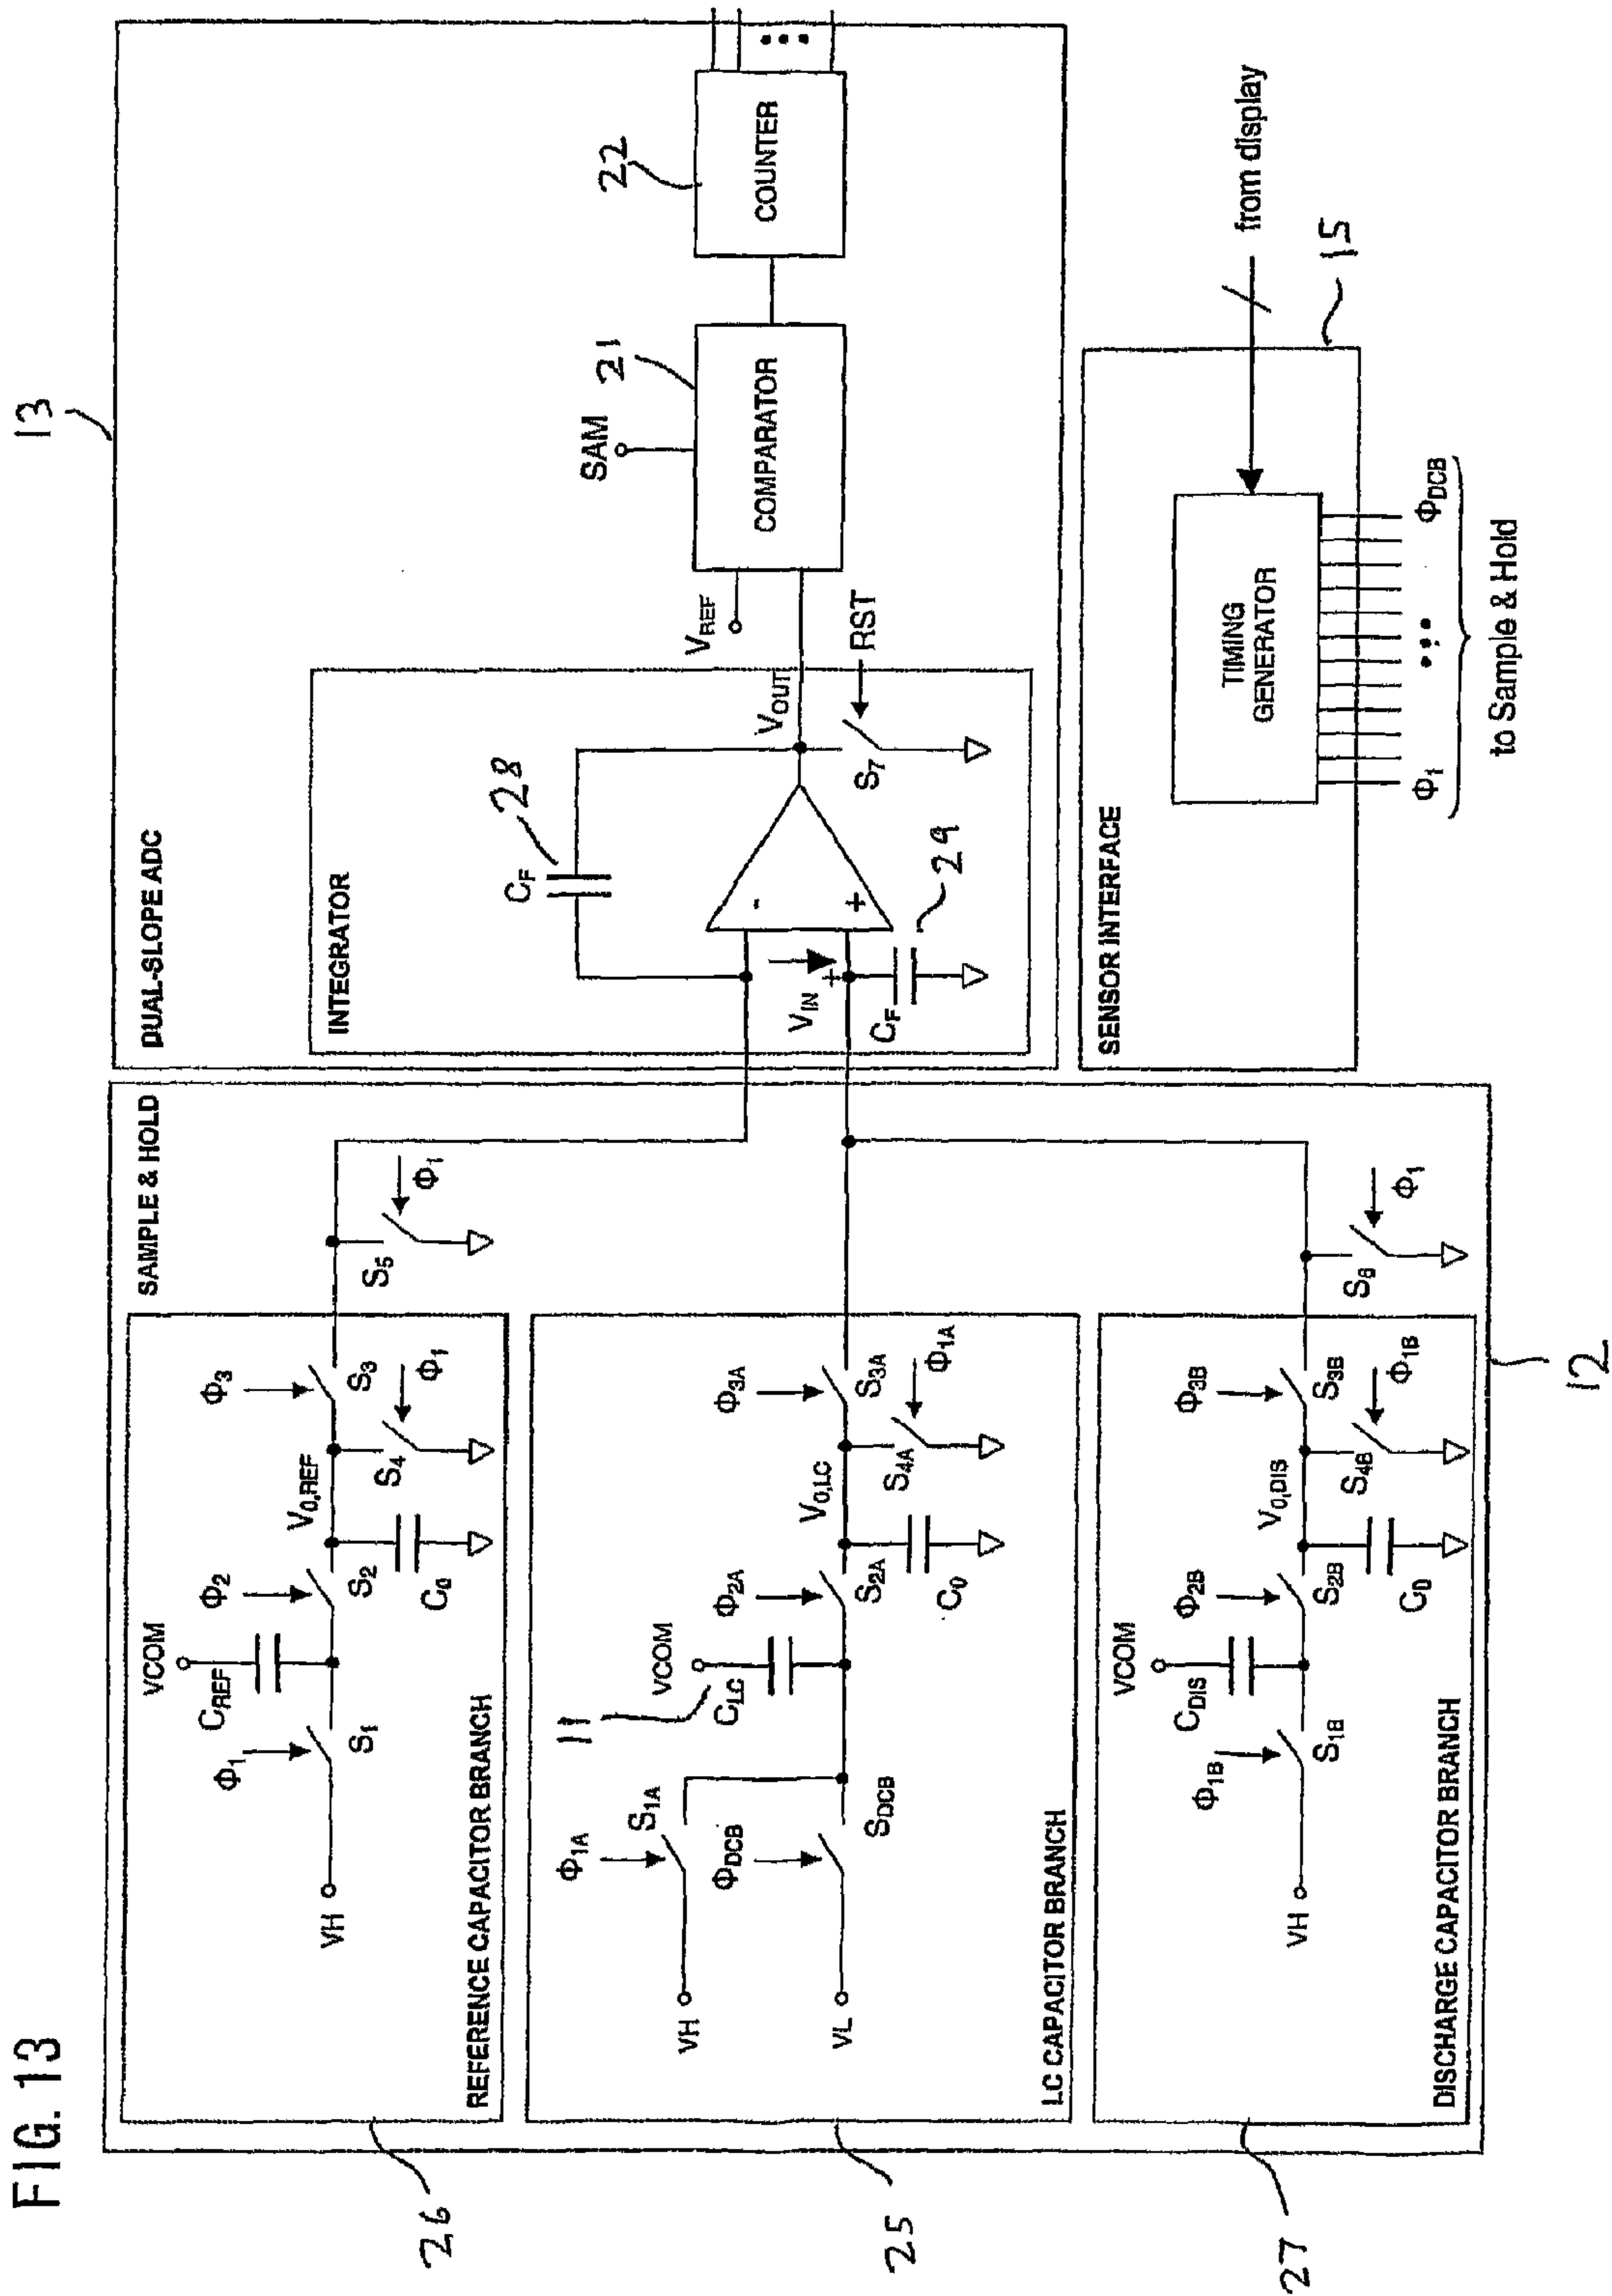 FIG. 13
13
DUAL-SLOPE ADC
INTEGRATOR
C_F
28
-
+
V_IN
+
C_F
29
V_OUT
S_7
RST
V_REF
SAM
COMPARATOR
21
COUNTER
22
SAMPLE & HOLD
12
REFERENCE CAPACITOR BRANCH
26
VH
Φ_1
S_1
VCOM
C_REF
Φ_2
S_2
C_0
V_0,REF
Φ_3
S_3
S_4
Φ_1
S_5
Φ_1
LC CAPACITOR BRANCH
25
VH
VL
Φ_1A
S_1A
Φ_DCB
S_DCB
11
VCOM
C_LC
Φ_2A
S_2A
C_0
V_0,LC
Φ_3A
S_3A
S_4A
Φ_1A
DISCHARGE CAPACITOR BRANCH
27
VH
Φ_1B
S_1B
VCOM
C_DIS
Φ_2B
S_2B
C_0
V_0,DIS
Φ_3B
S_3B
S_4B
Φ_1B
S_6
Φ_1
SENSOR INTERFACE
15
TIMING
GENERATOR
from display
Φ_1
Φ_DCB
to Sample & Hold